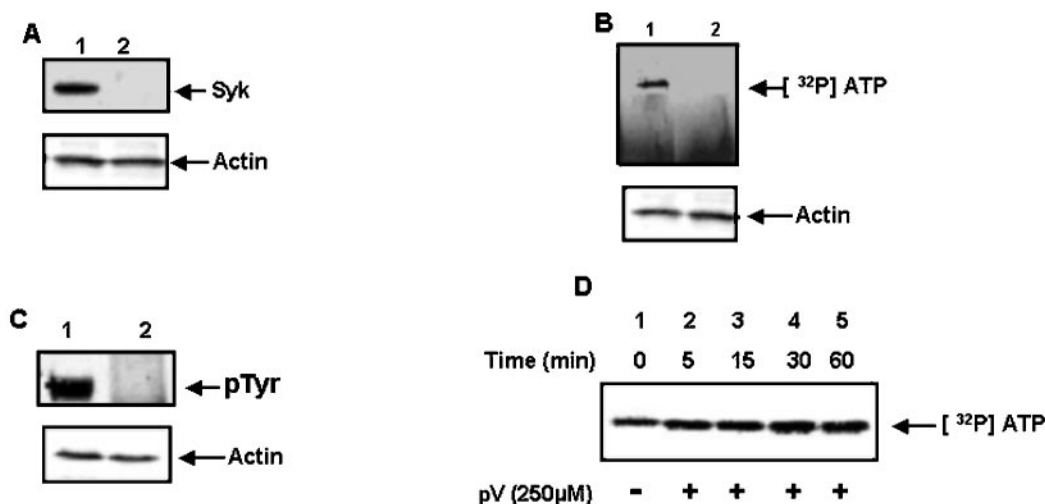 A
1 2
Syk
Actin
B
1 2
[ ³²P] ATP
Actin
C
1 2
pTyr
Actin
D
1 2 3 4 5
Time (min) 0 5 15 30 60
[ ³²P] ATP
pV (250µM) - + + + +